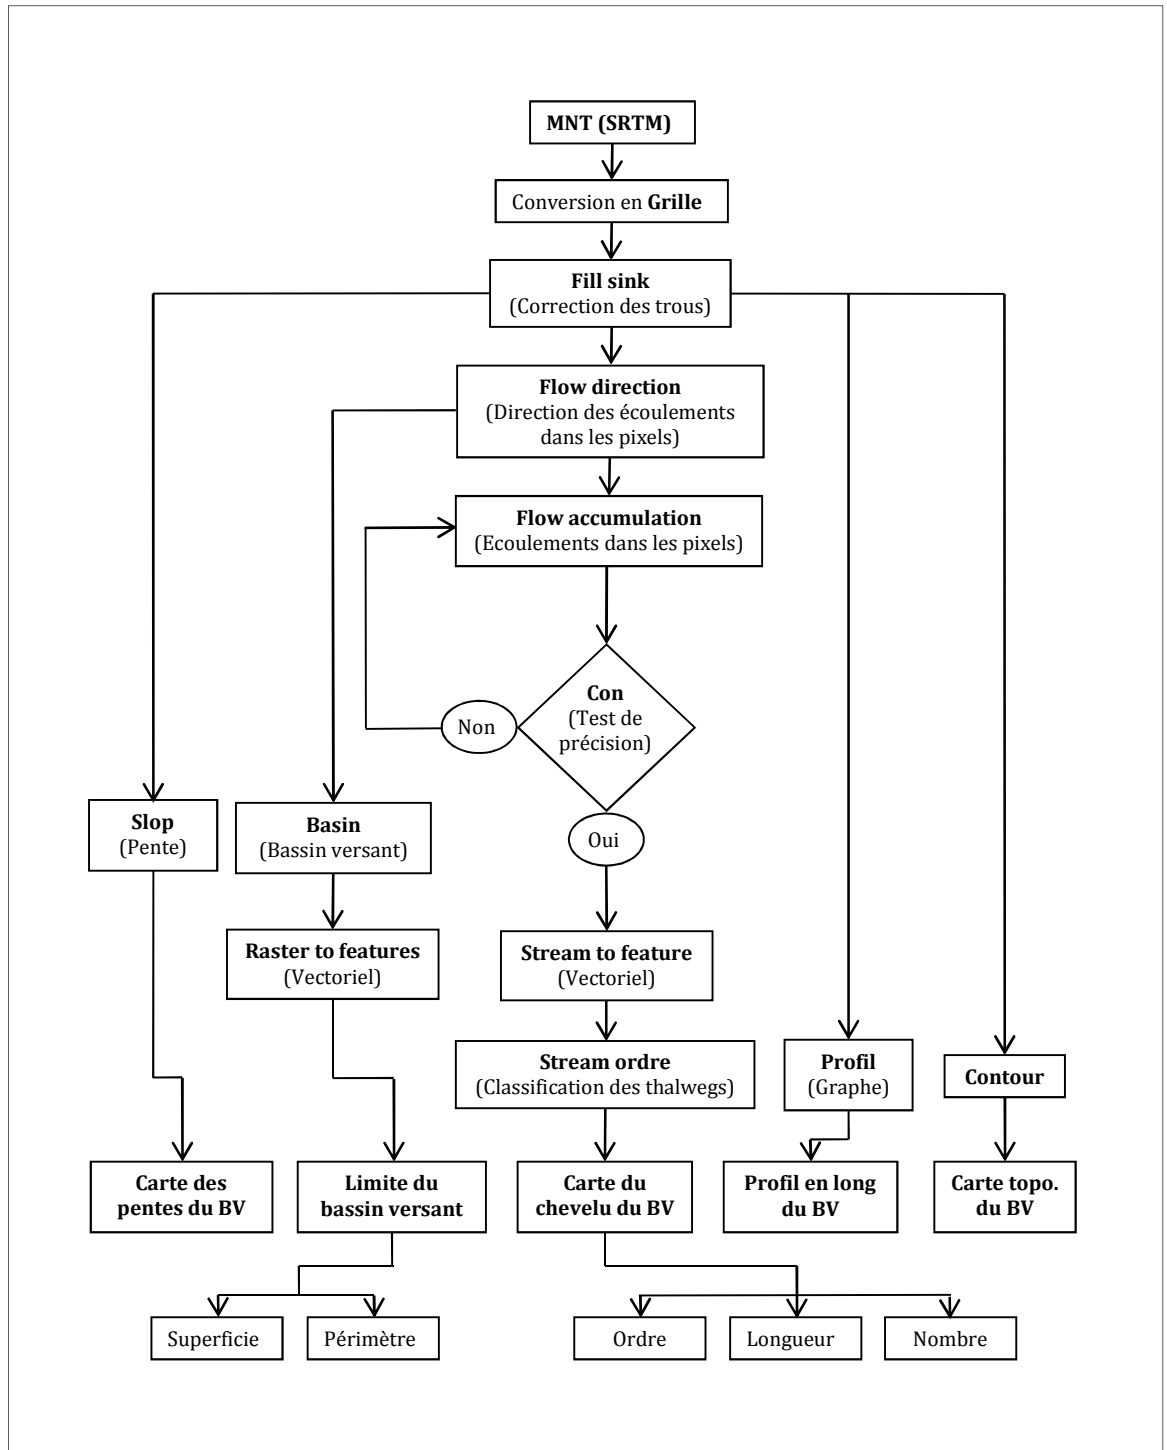 MNT (SRTM)
Conversion en Grille
Fill sink
(Correction des trous)
Flow direction
(Direction des écoulements
dans les pixels)
Flow accumulation
(Ecoulements dans les pixels)
Con
(Test de
précision)
Non
Oui
Slop
(Pente)
Basin
(Bassin versant)
Raster to features
(Vectoriel)
Stream to feature
(Vectoriel)
Stream ordre
(Classification des thalwegs)
Profil
(Graphe)
Contour
Carte des
pentes du BV
Limite du
bassin versant
Carte du
chevelu du BV
Profil en long
du BV
Carte topo.
du BV
Superficie
Périmètre
Ordre
Longueur
Nombre